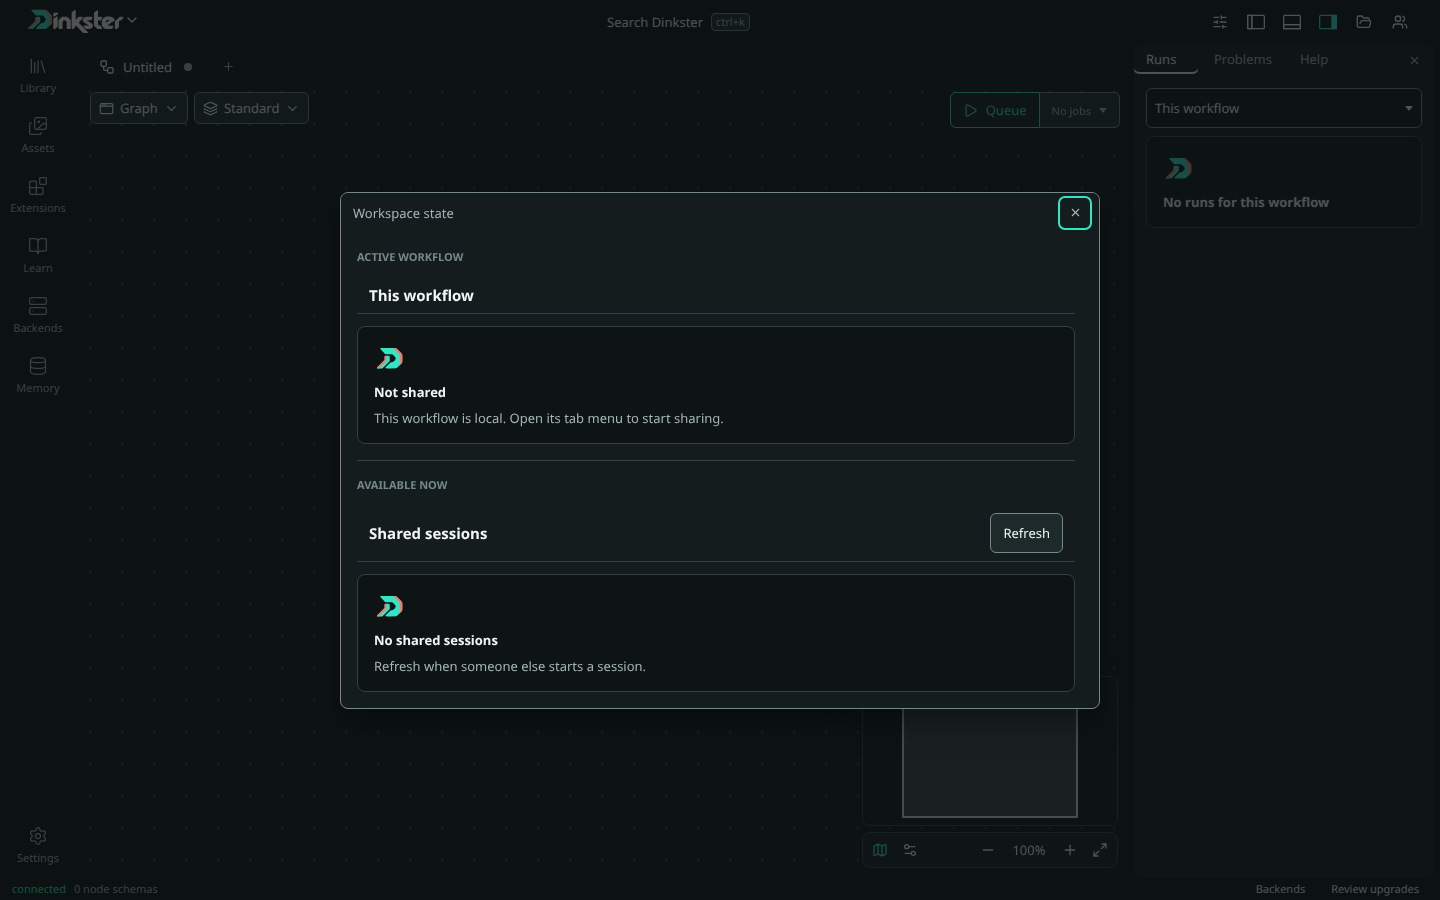 Dinkster
Search Dinkster ctrl+k
Library
Assets
Extensions
Learn
Backends
Memory
Settings
Untitled
Graph
Standard
Queue
No jobs
Runs
Problems
Help
This workflow
No runs for this workflow
Workspace state
ACTIVE WORKFLOW
This workflow
Not shared
This workflow is local. Open its tab menu to start sharing.
AVAILABLE NOW
Shared sessions
Refresh
No shared sessions
Refresh when someone else starts a session.
100%
connected 0 node schemas
Backends
Review upgrades